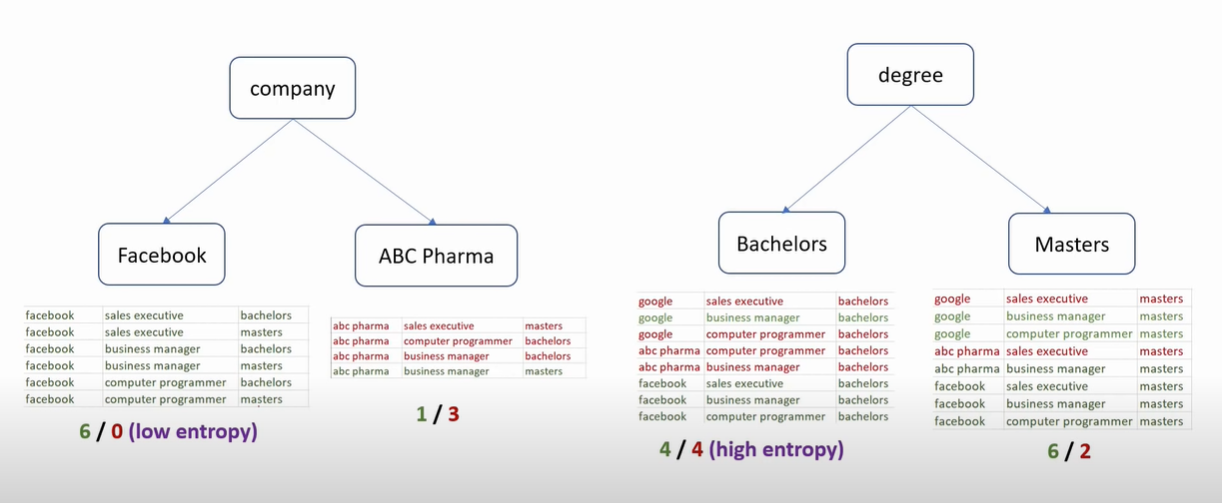 company
Facebook
ABC Pharma
facebook sales executive bachelors
facebook sales executive masters
facebook business manager bachelors
facebook business manager masters
facebook computer programmer bachelors
facebook computer programmer masters
6 / 0 (low entropy)
abc pharma sales executive masters
abc pharma computer programmer bachelors
abc pharma business manager bachelors
abc pharma business manager masters
1 / 3
degree
Bachelors
Masters
google sales executive bachelors
google business manager bachelors
google computer programmer bachelors
abc pharma computer programmer bachelors
abc pharma business manager bachelors
facebook sales executive bachelors
facebook business manager bachelors
facebook computer programmer bachelors
4 / 4 (high entropy)
google sales executive masters
google business manager masters
google computer programmer masters
abc pharma sales executive masters
abc pharma business manager masters
facebook sales executive masters
facebook business manager masters
facebook computer programmer masters
6 / 2